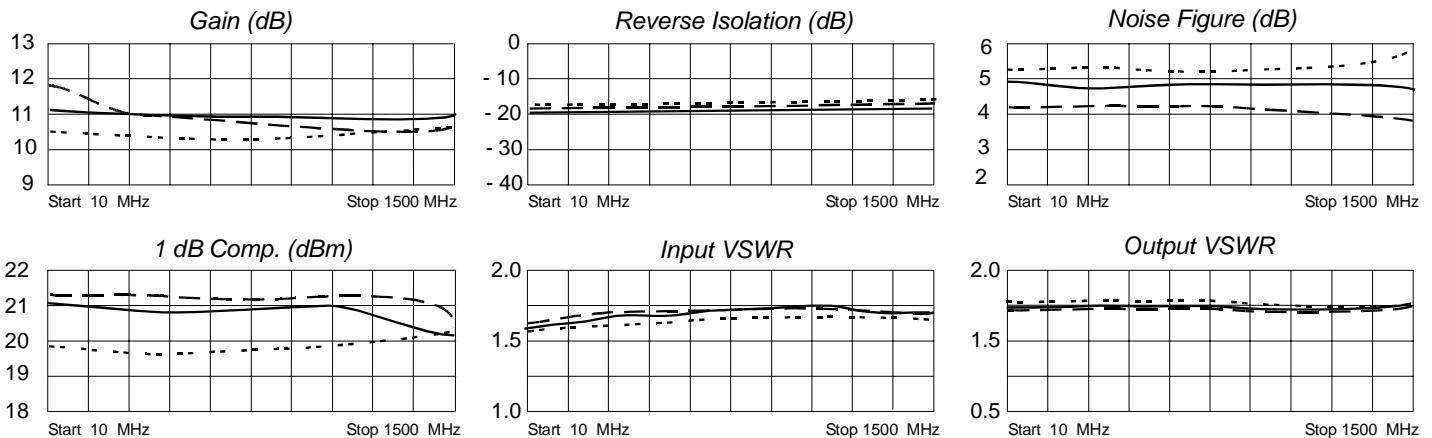 Gain (dB)
13
12
11
10
9
Start 10 MHz
Stop 1500 MHz
Reverse Isolation (dB)
0
- 10
- 20
- 30
- 40
Start 10 MHz
Stop 1500 MHz
Noise Figure (dB)
6
5
4
3
2
Start 10 MHz
Stop 1500 MHz
1 dB Comp. (dBm)
22
21
20
19
18
Start 10 MHz
Stop 1500 MHz
Input VSWR
2.0
1.5
1.0
Start 10 MHz
Stop 1500 MHz
Output VSWR
2.0
1.5
0.5
Start 10 MHz
Stop 1500 MHz